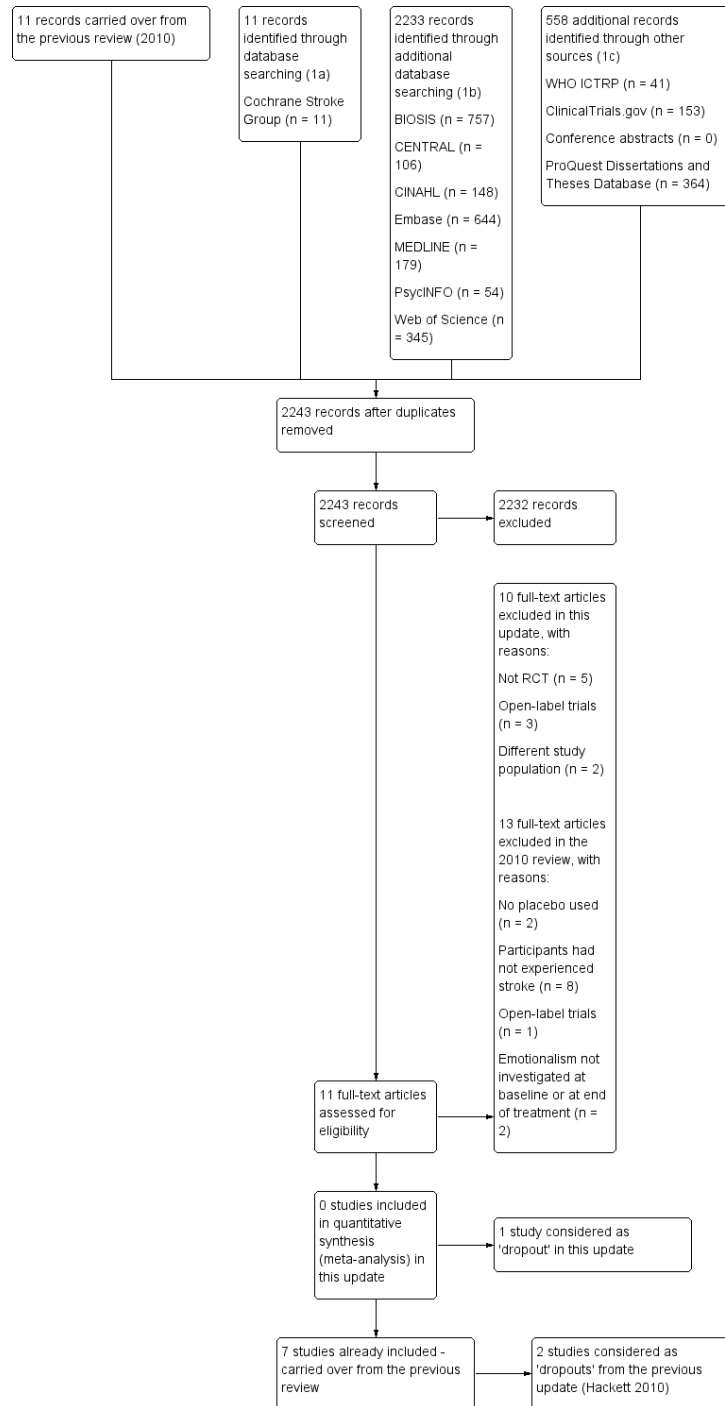 11 records carried over from
the previous review (2010)
11 records
identified through
database
searching (1a)
Cochrane Stroke
Group (n = 11)
2233 records
identified through
additional
database
searching (1b)
BIOSIS (n = 757)
CENTRAL (n =
106)
CINAHL (n = 148)
Embase (n = 644)
MEDLINE (n =
179)
PsycINFO (n = 54)
Web of Science (n
= 345)
558 additional records
identified through other
sources (1c)
WHO ICTRP (n = 41)
ClinicalTrials.gov (n = 153)
Conference abstracts (n = 0)
ProQuest Dissertations and
Theses Database (n = 364)
2243 records after duplicates
removed
2243 records
screened
2232 records
excluded
10 full-text articles
excluded in this
update, with
reasons:
Not RCT (n = 5)
Open-label trials
(n = 3)
Different study
population (n = 2)
13 full-text articles
excluded in the
2010 review, with
reasons:
No placebo used
(n = 2)
Participants had
not experienced
stroke (n = 8)
Open-label trials
(n = 1)
Emotionalism not
investigated at
baseline or at end
of treatment (n =
2)
11 full-text articles
assessed for
eligibility
0 studies included
in quantitative
synthesis
(meta-analysis) in
this update
1 study considered as
'dropout' in this update
7 studies already included -
carried over from the previous
review
2 studies considered as
'dropouts' from the previous
update (Hackett 2010)